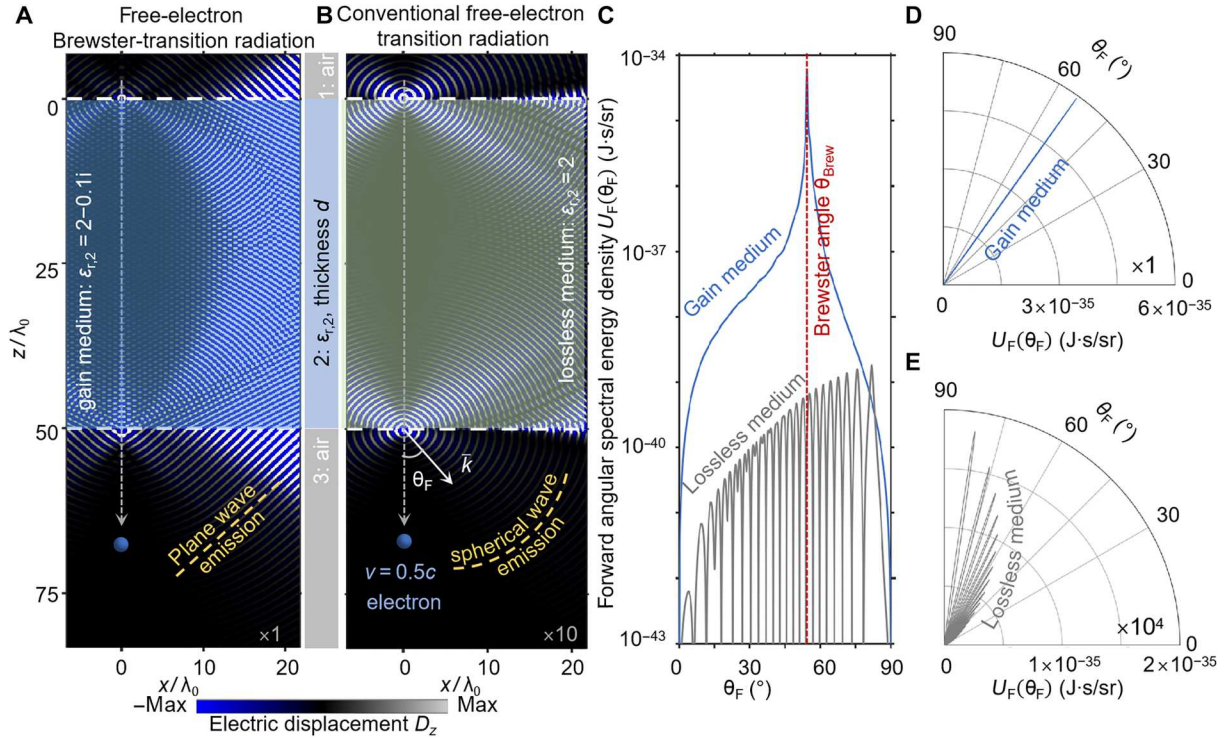 A
Free-electron
Brewster-transition radiation
B
Conventional free-electron
transition radiation
1: air
0
25
50
75
z/λ₀
gain medium: εr,2 = 2−0.1i
2: εr,2, thickness d
lossless medium: εr,2 = 2
3: air
k̄
θF
Plane wave
emission
spherical wave
emission
v = 0.5c
electron
×1
×10
0 10 20
0 10 20
x/λ₀
x/λ₀
−Max
Max
Electric displacement Dz
C
Forward angular spectral energy density UF(θF) (J·s/sr)
10⁻³⁴
10⁻³⁷
10⁻⁴⁰
10⁻⁴³
Gain medium
Brewster angle θBrew
Lossless medium
0 30 60 90
θF (°)
D
90
60
θF (°)
30
0
Gain medium
×1
0 3×10⁻³⁵ 6×10⁻³⁵
UF(θF) (J·s/sr)
E
90
60
θF (°)
30
0
Lossless medium
×10⁴
0 1×10⁻³⁵ 2×10⁻³⁵
UF(θF) (J·s/sr)